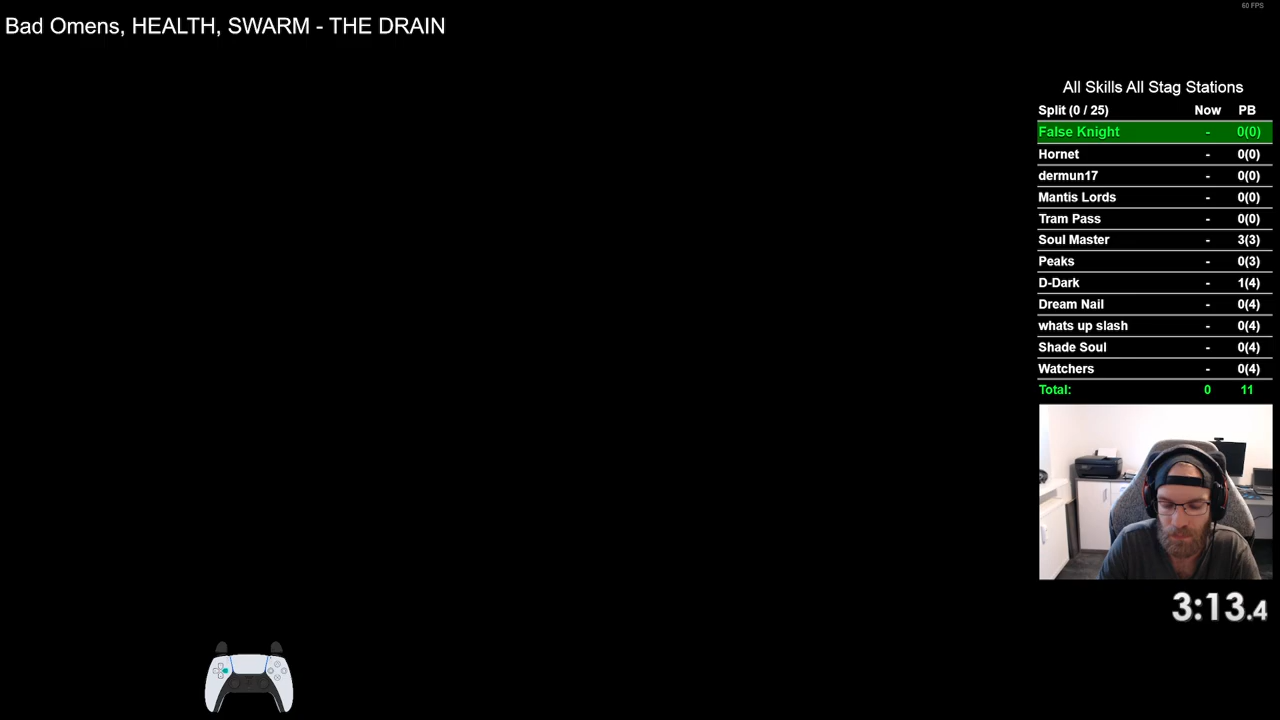 60 FPS
Bad Omens, HEALTH, SWARM - THE DRAIN
All Skills All Stag Stations
Split (0 / 25) Now PB
False Knight - 0(0)
Hornet - 0(0)
dermun17 - 0(0)
Mantis Lords - 0(0)
Tram Pass - 0(0)
Soul Master - 3(3)
Peaks - 0(3)
D-Dark - 1(4)
Dream Nail - 0(4)
whats up slash - 0(4)
Shade Soul - 0(4)
Watchers - 0(4)
Total: 0 11
3:13.4